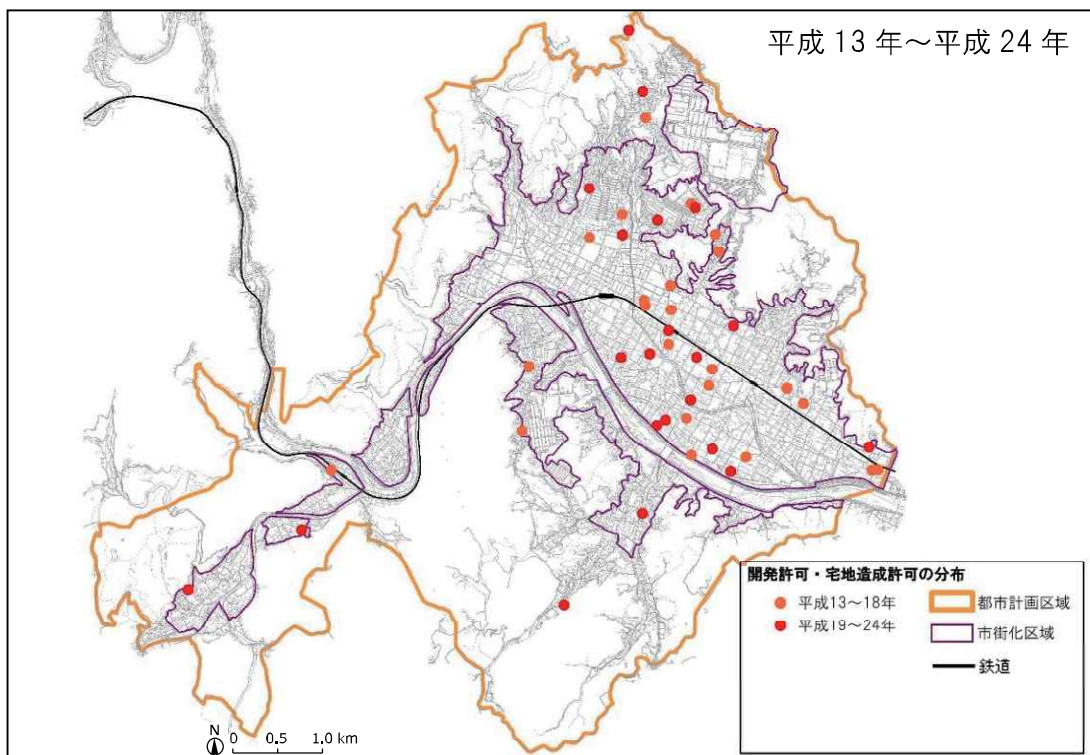 平成 13 年～平成 24 年
開発許可・宅地造成許可の分布
平成13～18年
平成19～24年
都市計画区域
市街化区域
鉄道
N
0 0.5 1.0 km